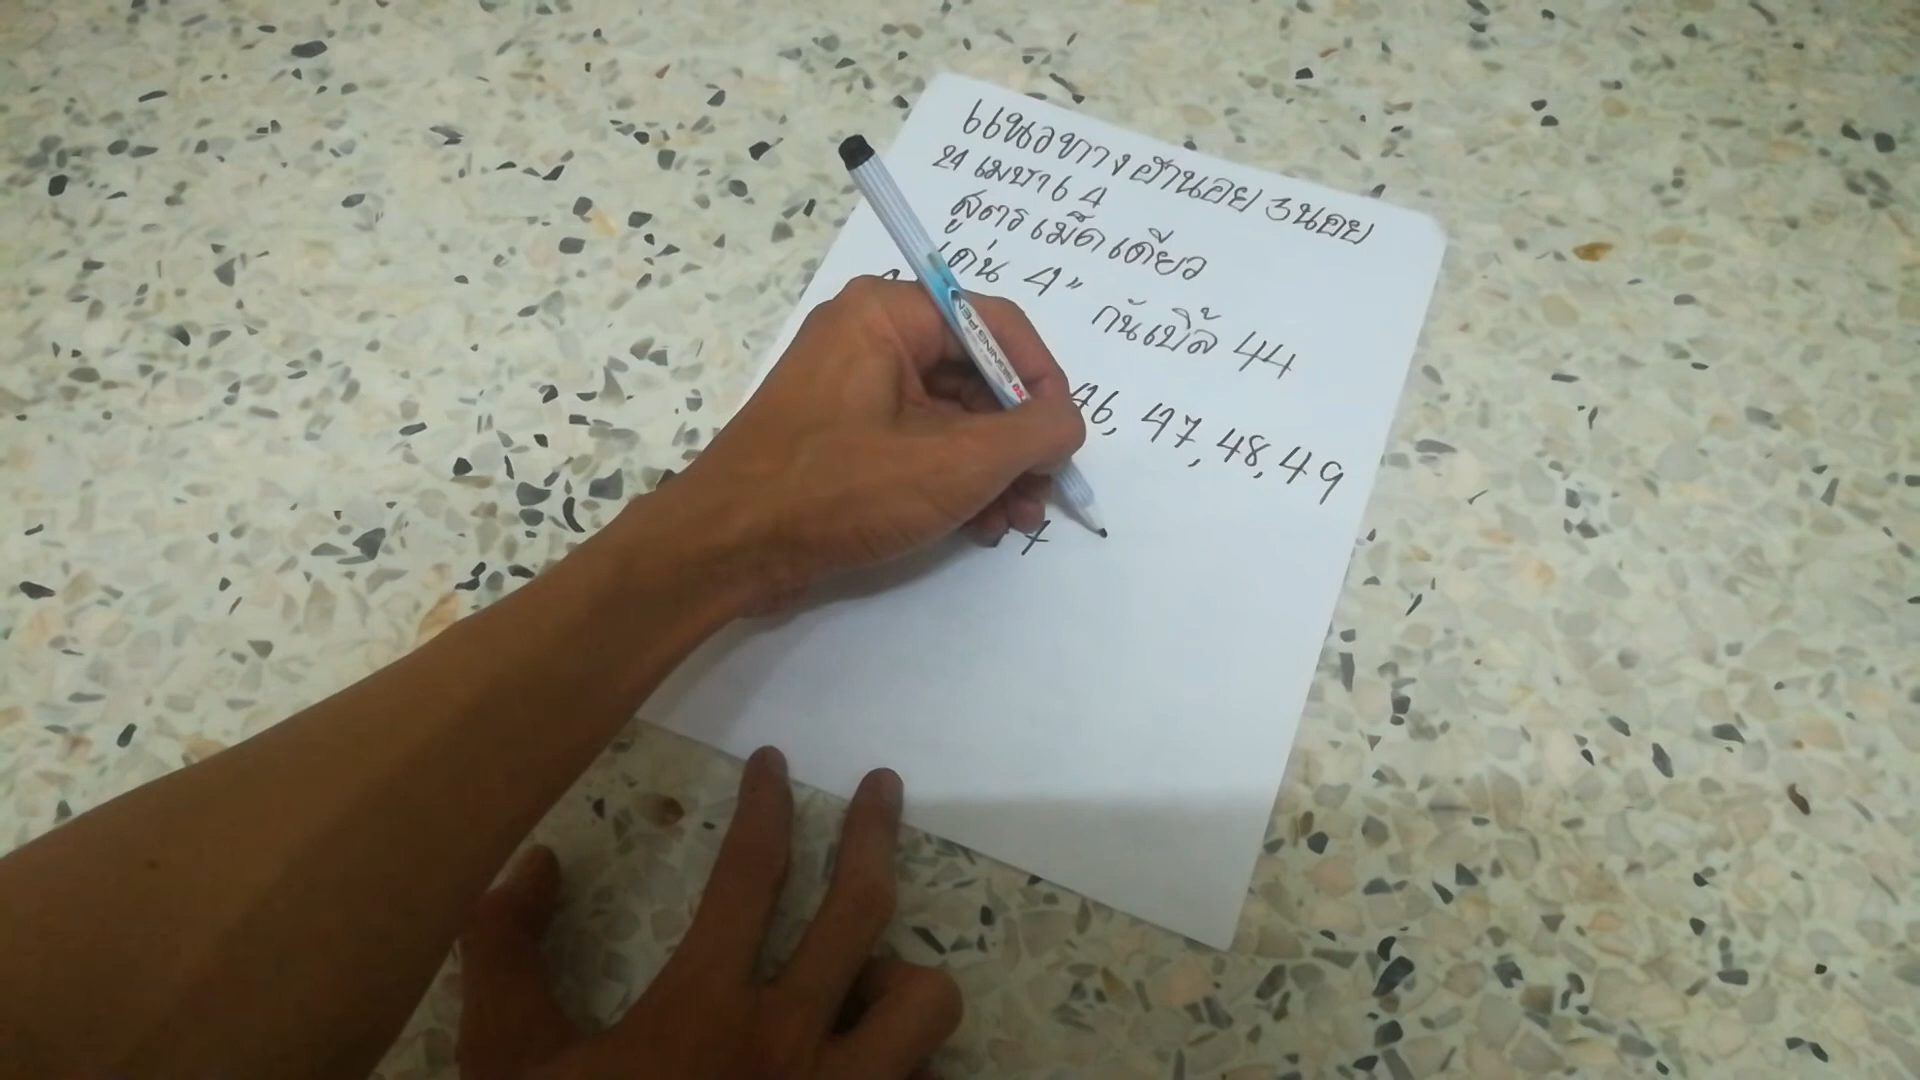 แนวทางฮานอย 3นอย
24 เมษา 64
สูตรเม็ดเดียว
เด่น 4" กันเบิ้ล 44
46, 47, 48, 49